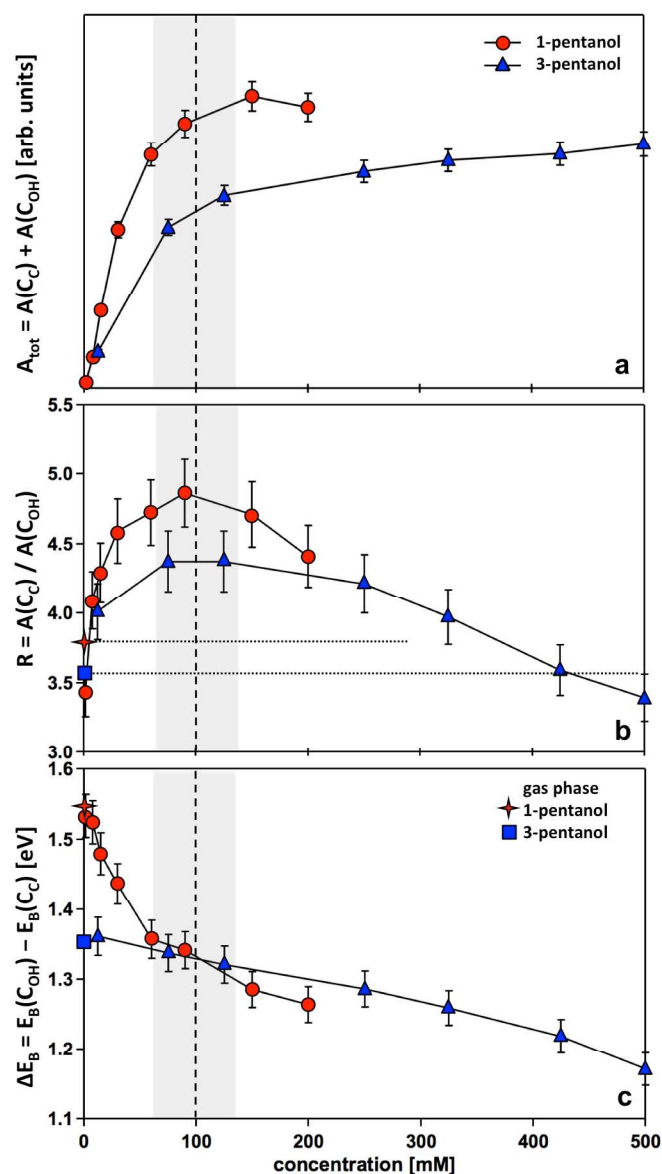 1-pentanol
3-pentanol
A_tot = A(C_C) + A(C_OH) [arb. units]
a
5.5
5.0
4.5
4.0
3.5
3.0
R = A(C_C) / A(C_OH)
b
1.6
1.5
1.4
1.3
1.2
1.1
ΔE_B = E_B(C_OH) − E_B(C_C) [eV]
gas phase
1-pentanol
3-pentanol
c
0 100 200 300 400 500
concentration [mM]